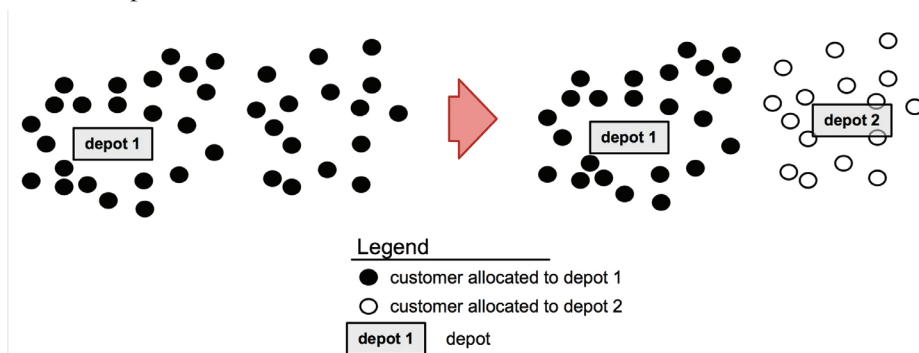 depot 1
depot 1
depot 2
Legend
customer allocated to depot 1
customer allocated to depot 2
depot 1 depot